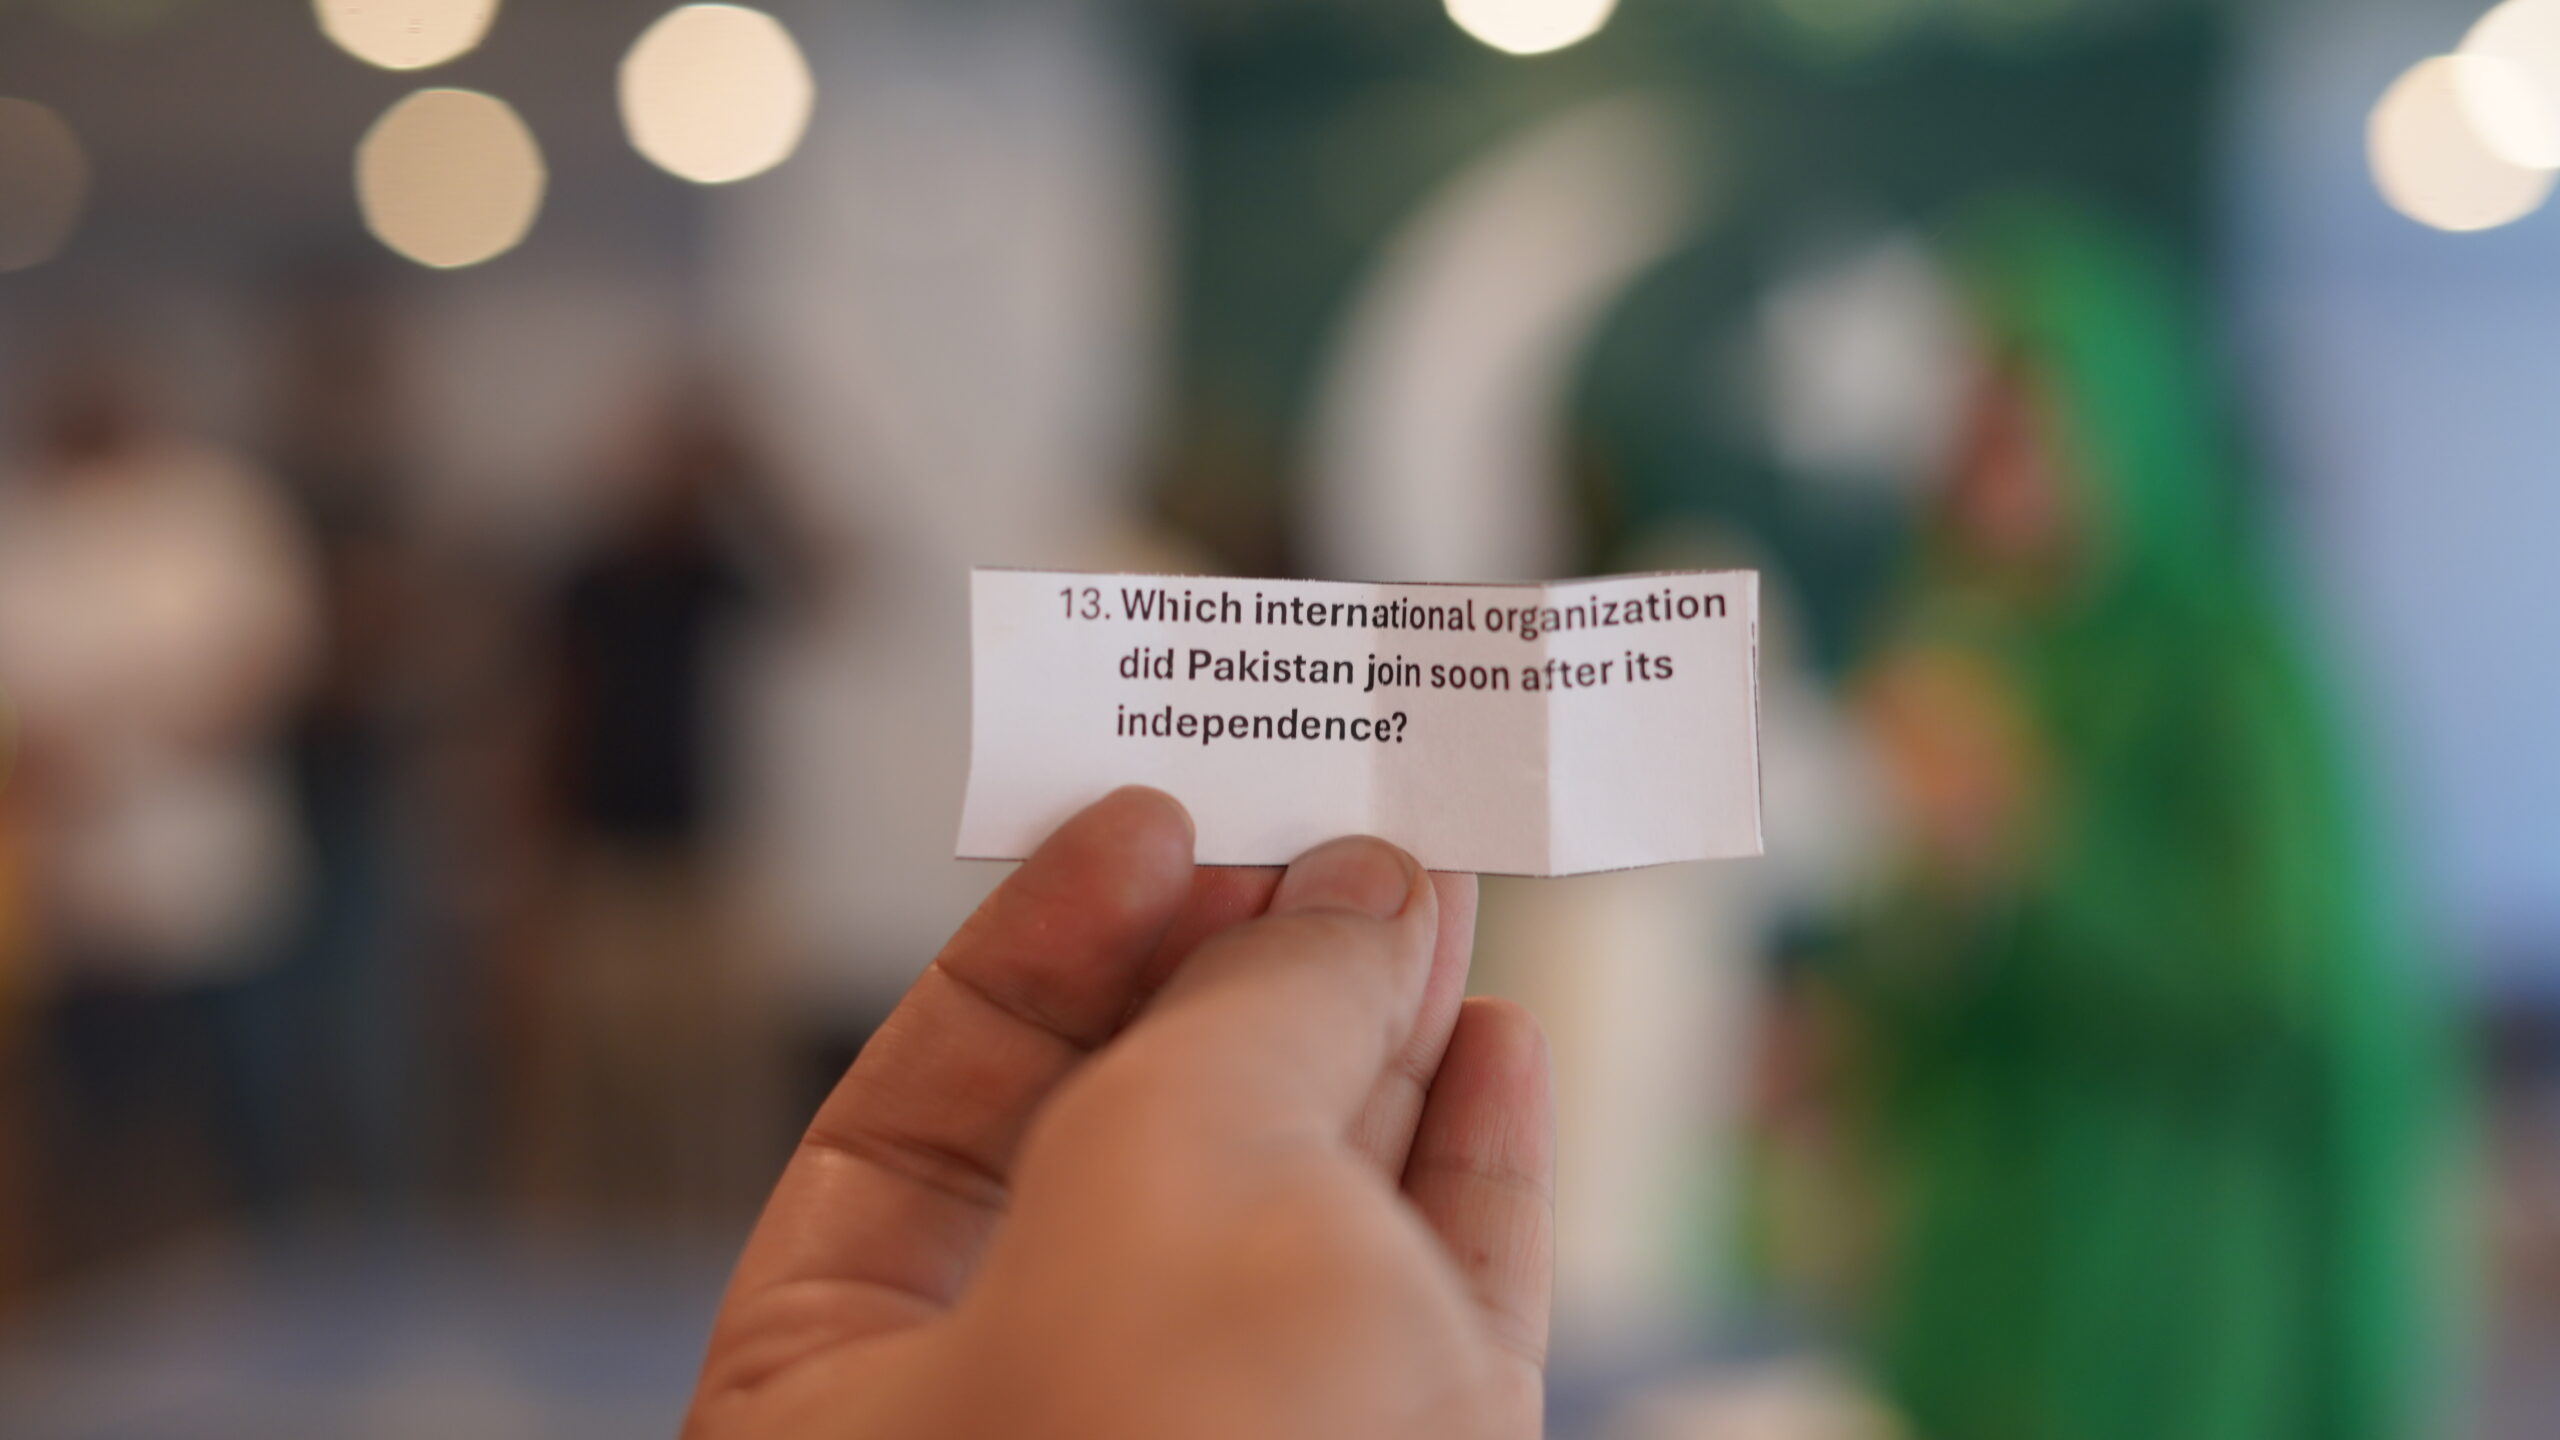 13. Which international organization
did Pakistan join soon after its
independence?